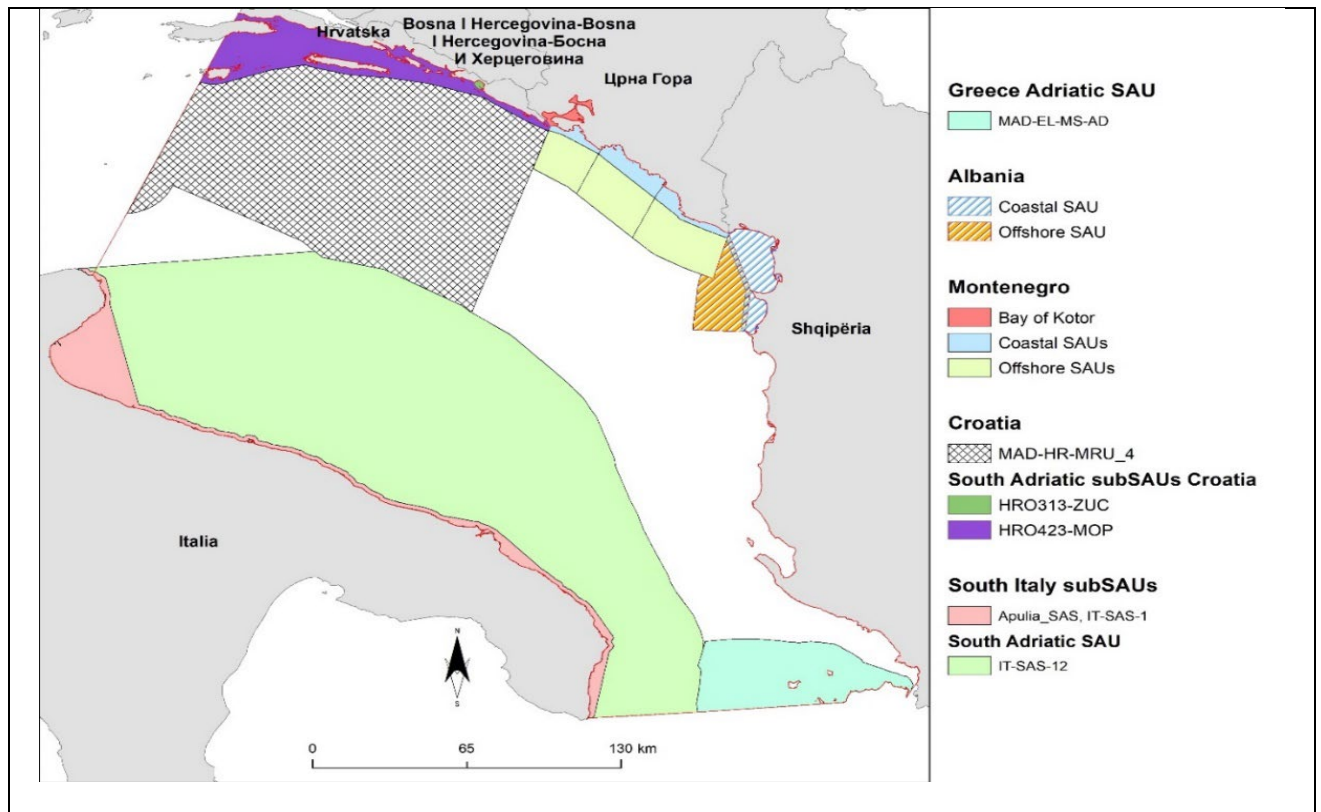 Hrvatska
Bosna I Hercegovina-Bosna
I Hercegovina-Босна
И Херцеговина
Црна Гора
Shqipëria
Italia
N
S
0 65 130 km
Greece Adriatic SAU
MAD-EL-MS-AD
Albania
Coastal SAU
Offshore SAU
Montenegro
Bay of Kotor
Coastal SAUs
Offshore SAUs
Croatia
MAD-HR-MRU_4
South Adriatic subSAUs Croatia
HRO313-ZUC
HRO423-MOP
South Italy subSAUs
Apulia_SAS, IT-SAS-1
South Adriatic SAU
IT-SAS-12